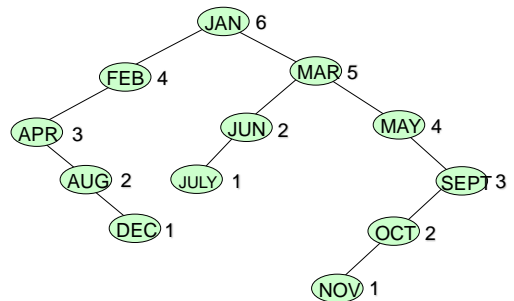 JAN 6
FEB 4
MAR 5
APR 3
JUN 2
MAY 4
AUG 2
JULY 1
SEPT 3
DEC 1
OCT 2
NOV 1